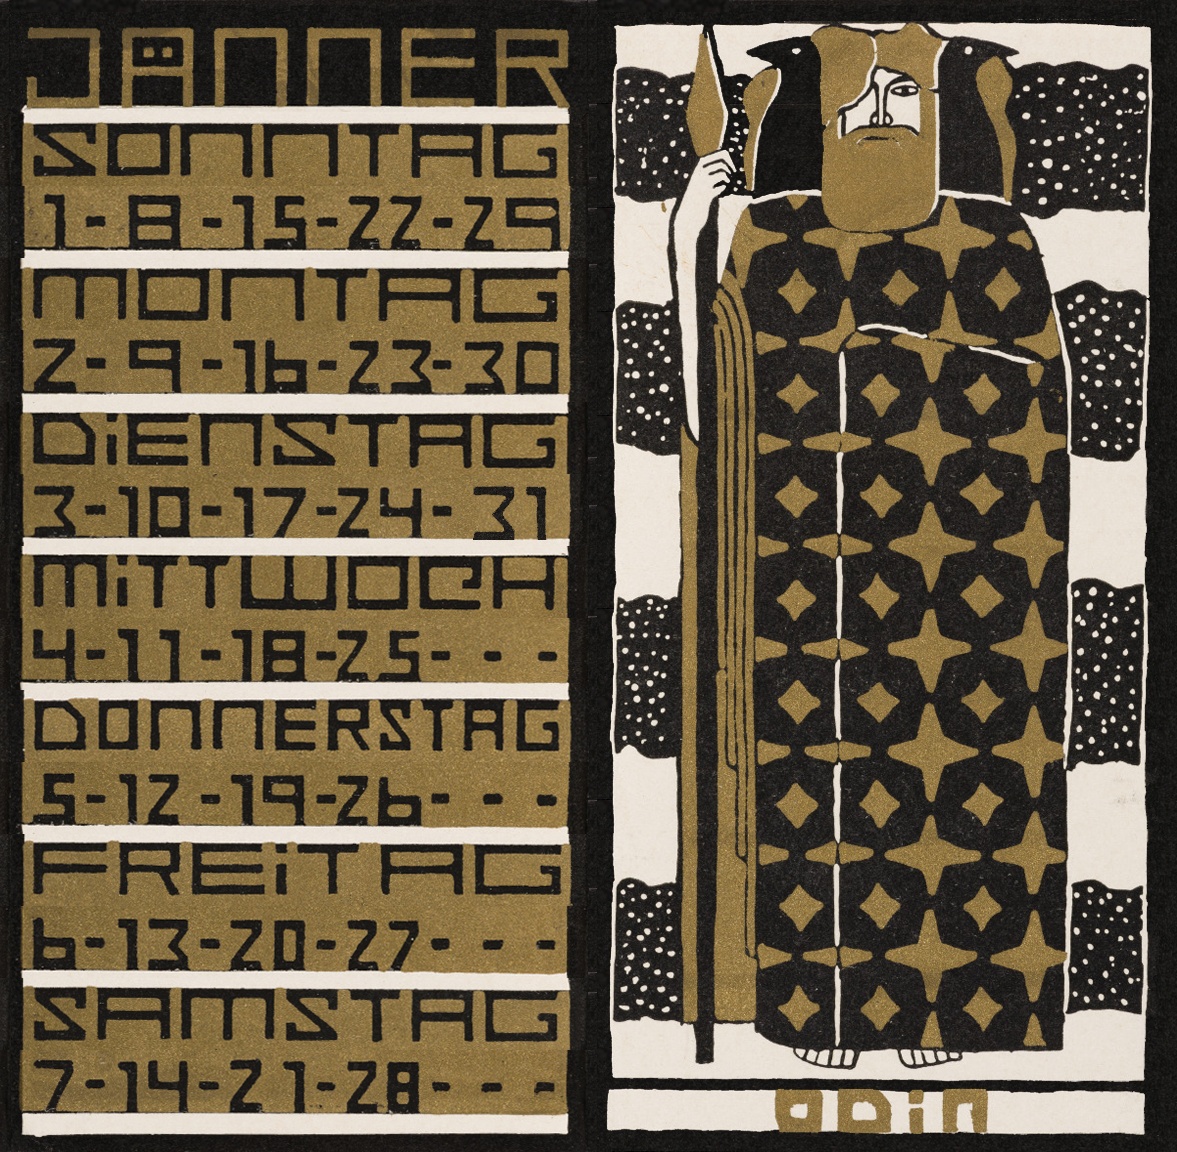 JÄNNER
SONNTAG
1-8-15-22-29
MONTAG
2-9-16-23-30
DiENSTAG
3-10-17-24-31
MiTTWOCH
4-11-18-25- - -
DONNERSTAG
5-12-19-26- - -
FREiTAG
6-13-20-27- - -
SAMSTAG
7-14-21-28- - -
ODiN